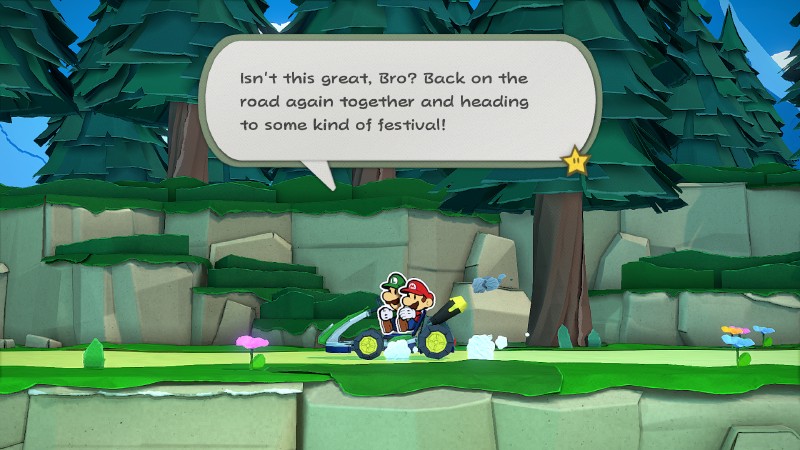 Isn't this great, Bro? Back on the
road again together and heading
to some kind of festival!